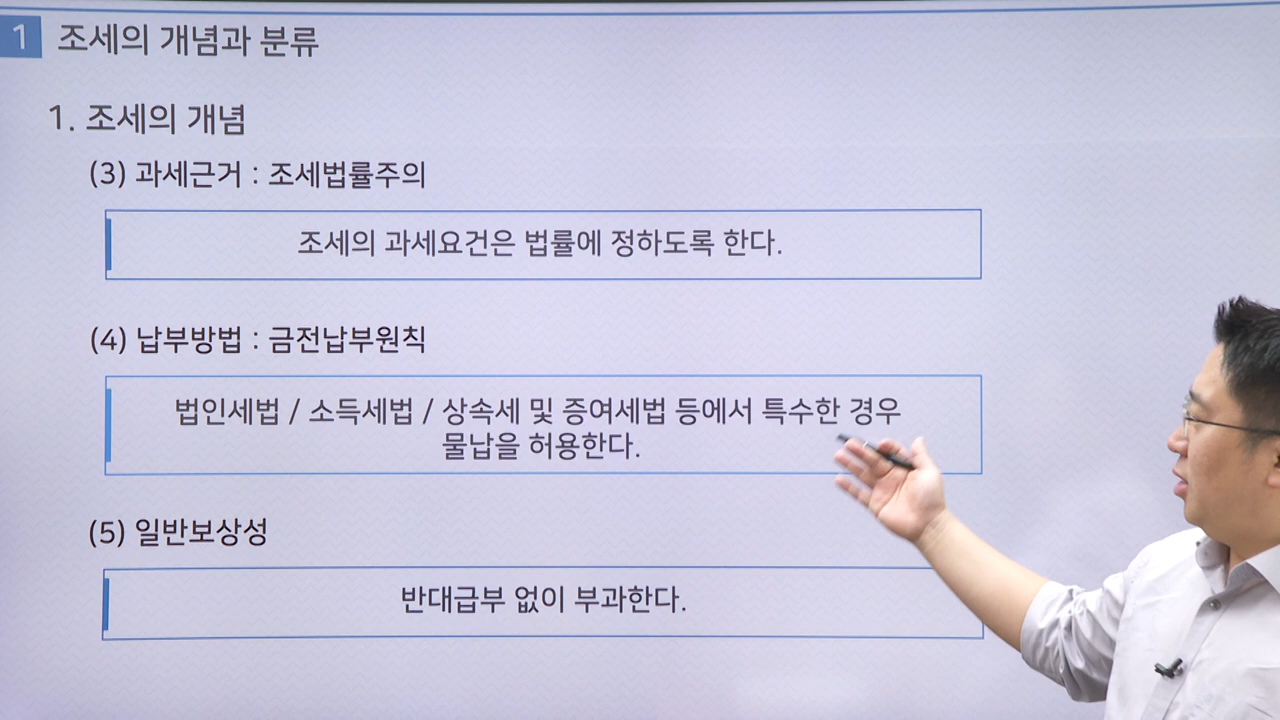 1 조세의 개념과 분류
1. 조세의 개념
(3) 과세근거 : 조세법률주의
조세의 과세요건은 법률에 정하도록 한다.
(4) 납부방법 : 금전납부원칙
법인세법 / 소득세법 / 상속세 및 증여세법 등에서 특수한 경우
물납을 허용한다.
(5) 일반보상성
반대급부 없이 부과한다.